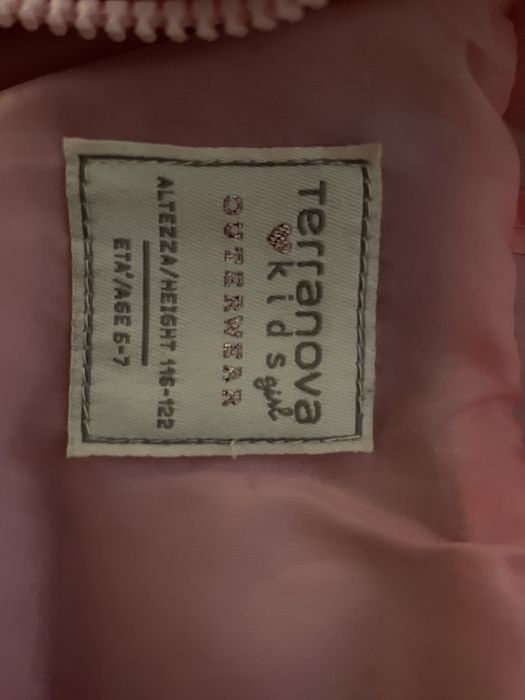 Terranova
kids girl
OUTERWEAR
ALTEZZA/HEIGHT 116-122
ETA'/AGE 6-7